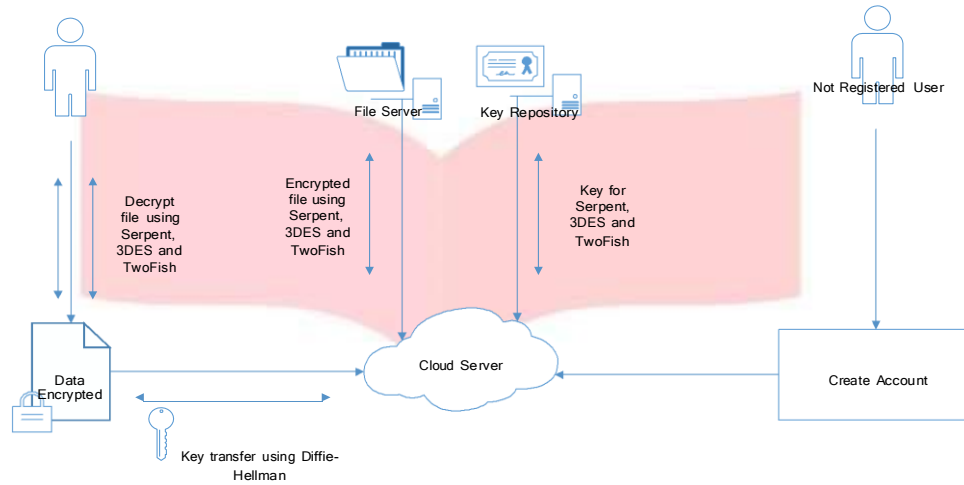 Not Registered User
File Server
Key Repository
Decrypt
file using
Serpent,
3DES and
TwoFish
Encrypted
file using
Serpent,
3DES and
TwoFish
Key for
Serpent,
3DES and
TwoFish
Data
Encrypted
Cloud Server
Create Account
Key transfer using Diffie-
Hellman